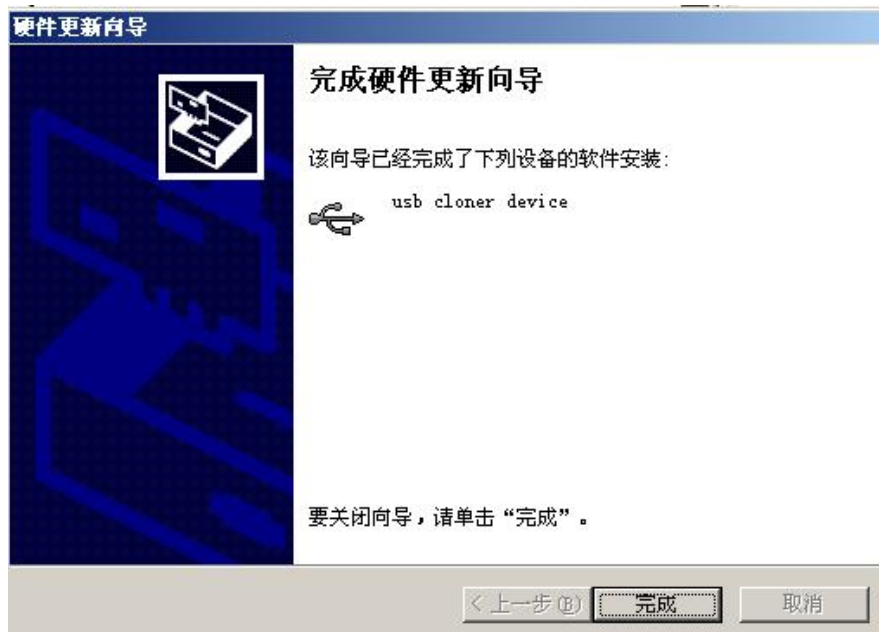 硬件更新向导
完成硬件更新向导
该向导已经完成了下列设备的软件安装:
usb cloner device
要关闭向导，请单击“完成”。
< 上一步(B)
完成
取消